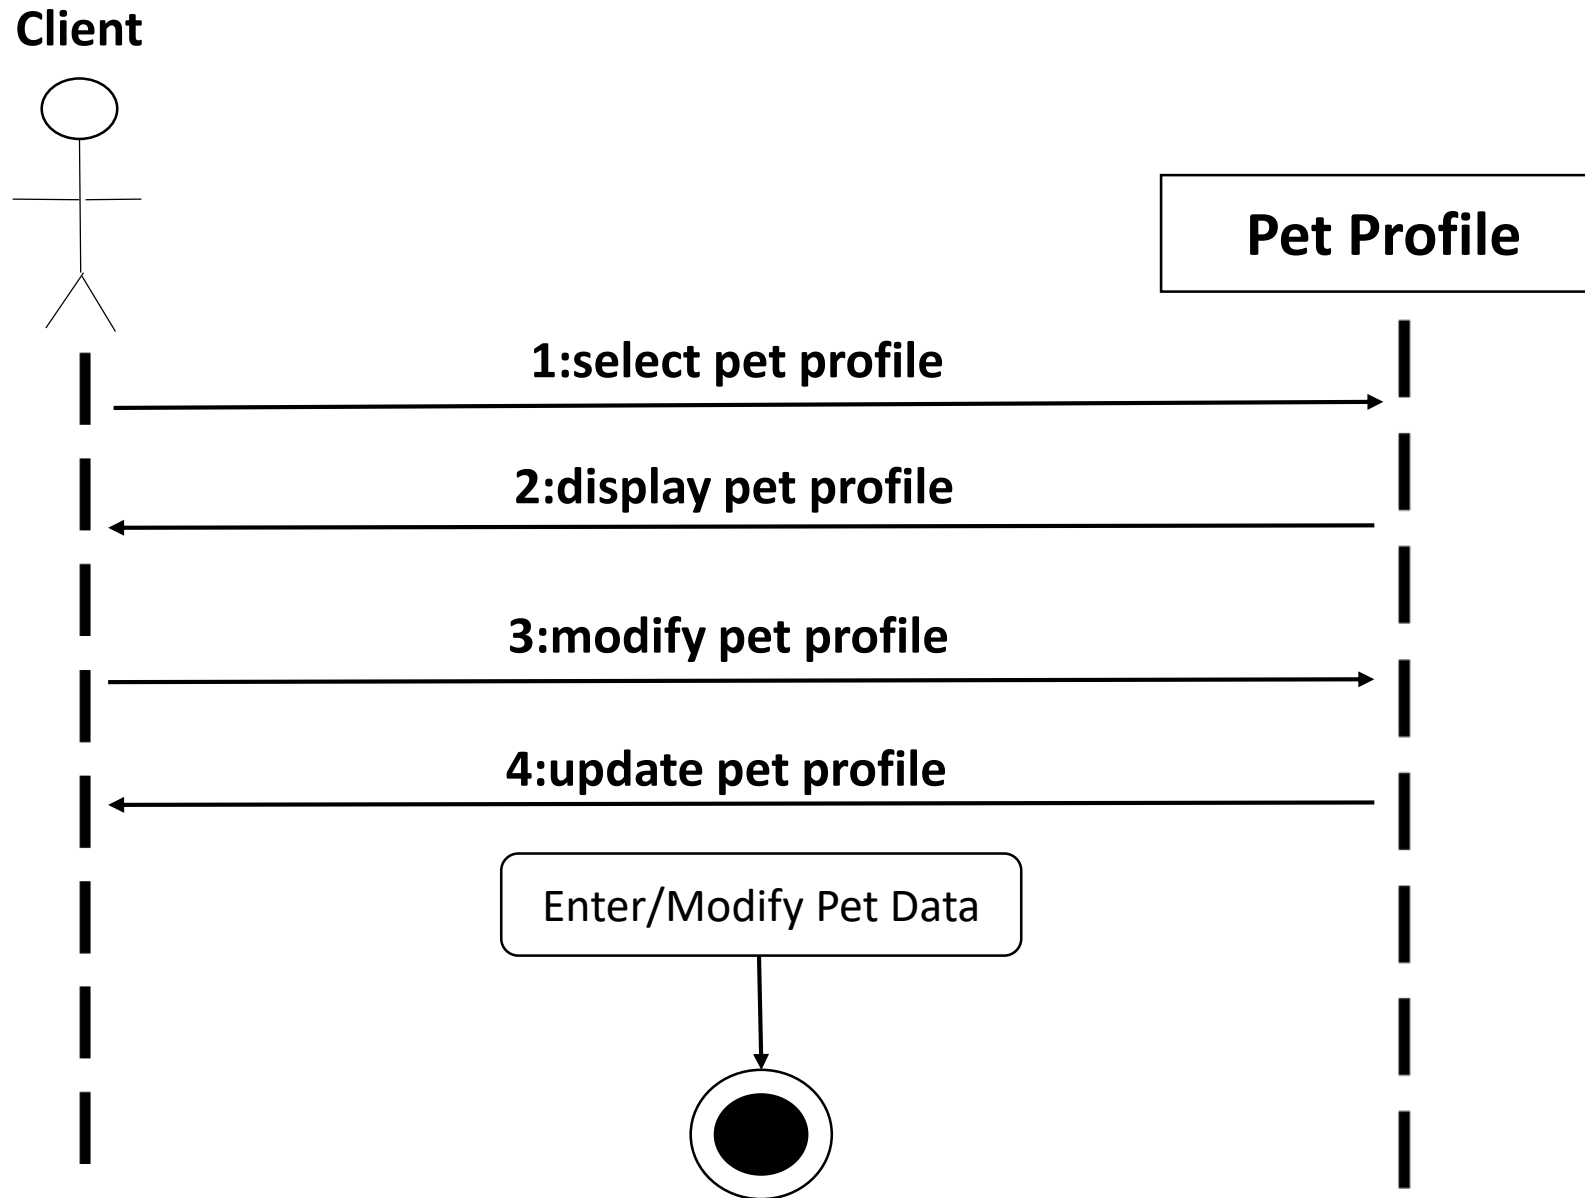 Client
Pet Profile
1:select pet profile
2:display pet profile
3:modify pet profile
4:update pet profile
Enter/Modify Pet Data